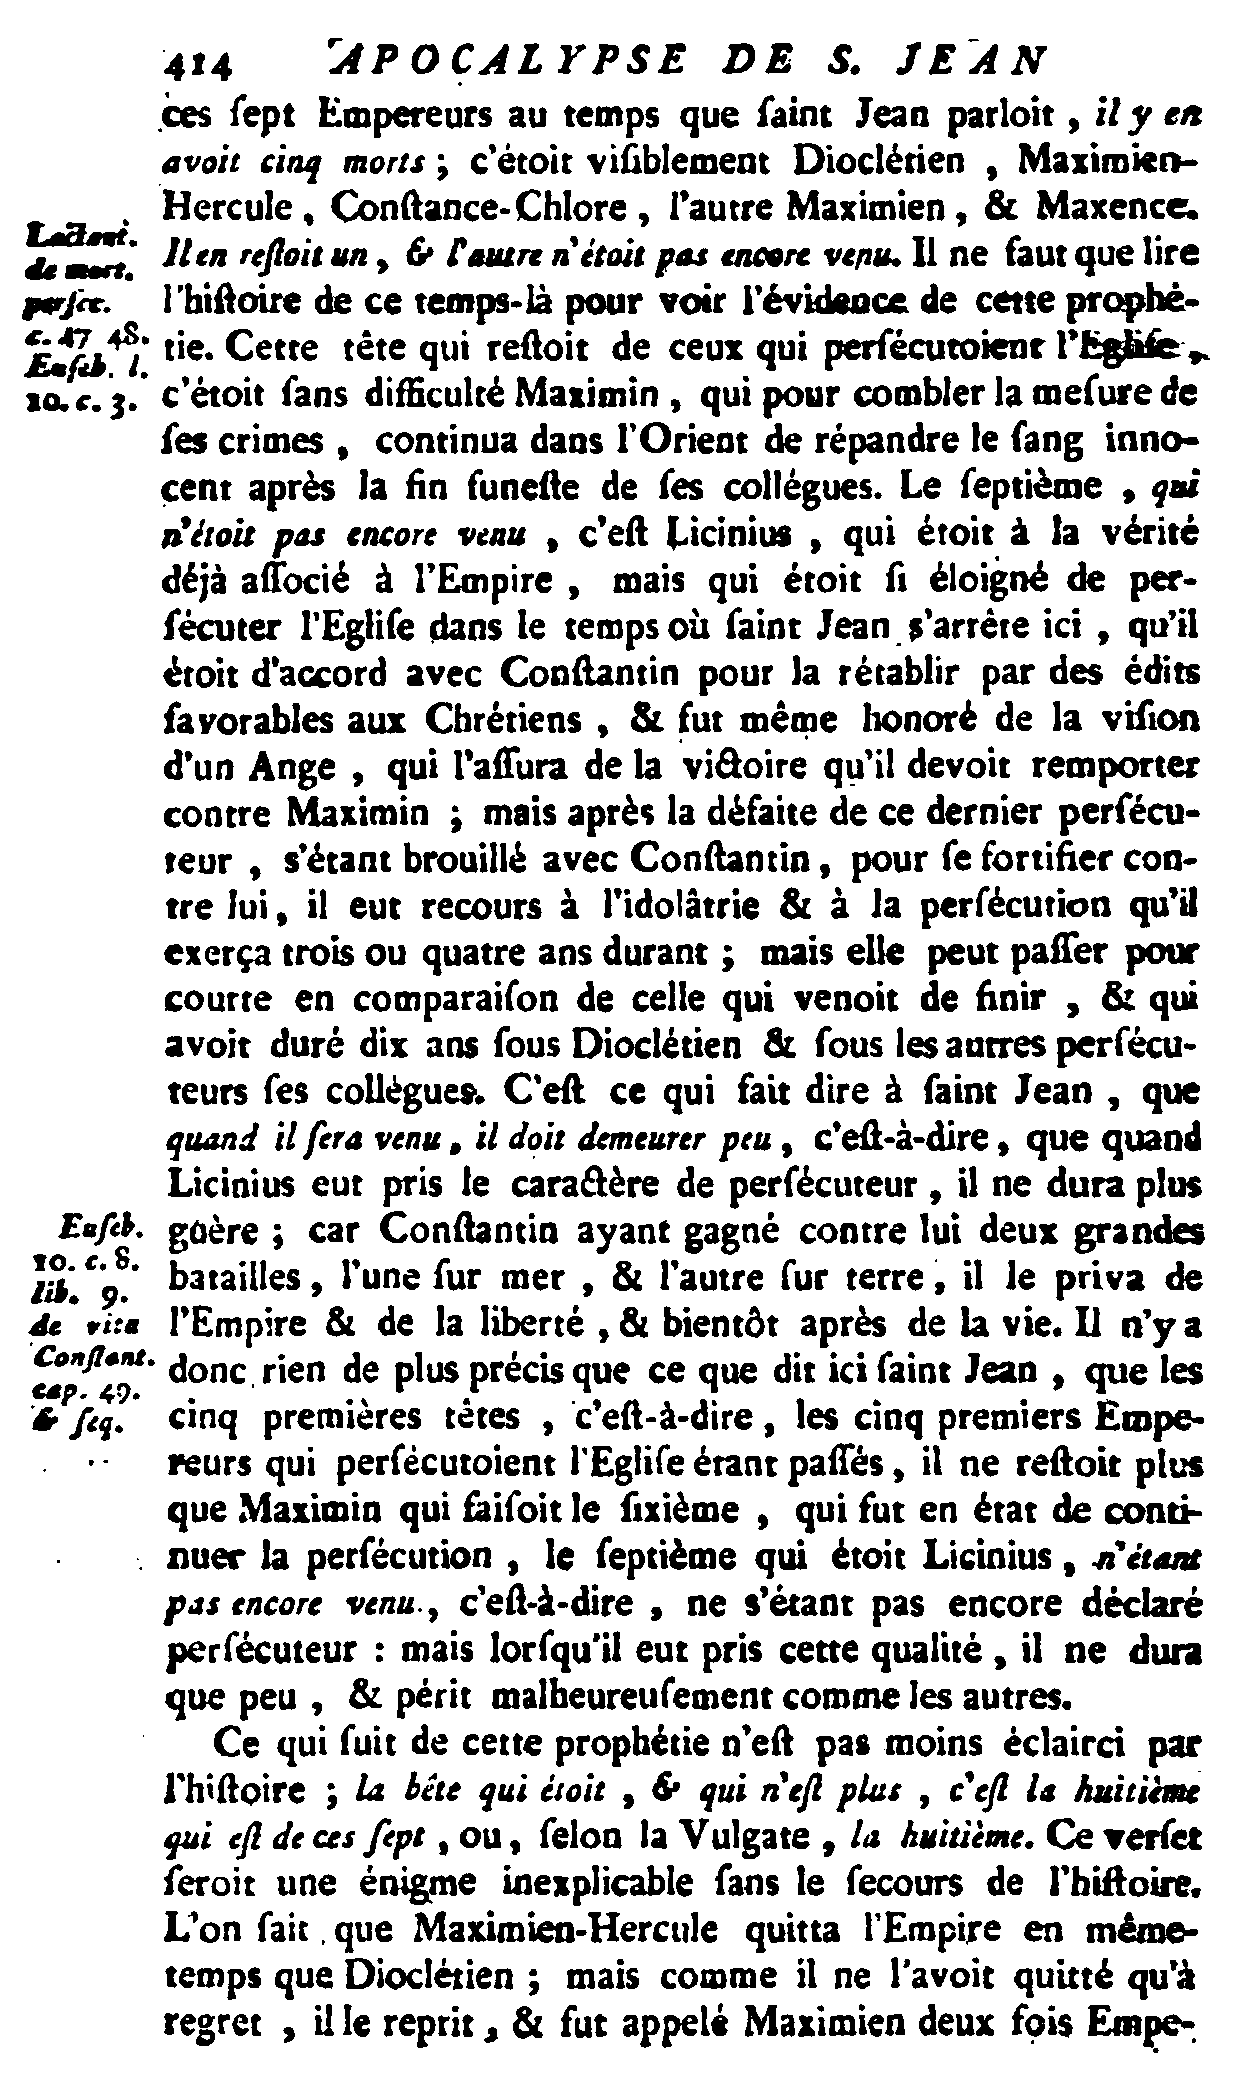 414 APOCALYPSE DE S. JEAN
ces ſept Empereurs au temps que ſaint Jean parloit , il y en
avoit cinq morts ; c'étoit viſiblement Dioclétien , Maximien-
Hercule , Conſtance-Chlore , l'autre Maximien , & Maxence.
Il en reſtoit un , & l'autre n'étoit pas encore venu. Il ne faut que lire
l'hiſtoire de ce temps-là pour voir l'évidence de cette prophé-
tie. Cette tête qui reſtoit de ceux qui perſécutoient l'Egliſe ,
c'étoit ſans difficulté Maximin , qui pour combler la meſure de
ſes crimes , continua dans l'Orient de répandre le ſang inno-
cent après la fin funeſte de ſes collégues. Le ſeptième , qui
n'étoit pas encore venu , c'eſt Licinius , qui étoit à la vérité
déjà aſſocié à l'Empire , mais qui étoit ſi éloigné de per-
ſécuter l'Egliſe dans le temps où ſaint Jean s'arrête ici , qu'il
étoit d'accord avec Conſtantin pour la rétablir par des édits
favorables aux Chrétiens , & fut même honoré de la viſion
d'un Ange , qui l'aſſura de la victoire qu'il devoit remporter
contre Maximin ; mais après la défaite de ce dernier perſécu-
teur , s'étant brouillé avec Conſtantin , pour ſe fortifier con-
tre lui , il eut recours à l'idolâtrie & à la perſécution qu'il
exerça trois ou quatre ans durant ; mais elle peut paſſer pour
courte en comparaiſon de celle qui venoit de finir , & qui
avoit duré dix ans ſous Dioclétien & ſous les autres perſécu-
teurs ſes collègues. C'eſt ce qui fait dire à ſaint Jean , que
quand il ſera venu , il doit demeurer peu , c'eſt-à-dire , que quand
Licinius eut pris le caractère de perſécuteur , il ne dura plus
guère ; car Conſtantin ayant gagné contre lui deux grandes
batailles , l'une ſur mer , & l'autre ſur terre , il le priva de
l'Empire & de la liberté , & bientôt après de la vie. Il n'y a
donc rien de plus précis que ce que dit ici ſaint Jean , que les
cinq premières têtes , c'eſt-à-dire , les cinq premiers Empe-
reurs qui perſécutoient l'Egliſe étant paſſés , il ne reſtoit plus
que Maximin qui faiſoit le ſixième , qui fut en état de conti-
nuer la perſécution , le ſeptième qui étoit Licinius , n'étant
pas encore venu , c'eſt-à-dire , ne s'étant pas encore déclaré
perſécuteur : mais lorſqu'il eut pris cette qualité , il ne dura
que peu , & périt malheureuſement comme les autres.
Ce qui ſuit de cette prophétie n'eſt pas moins éclairci par
l'hiſtoire ; la bête qui étoit , & qui n'eſt plus , c'eſt la huitième
qui eſt de ces ſept , ou , ſelon la Vulgate , la huitième. Ce verſet
ſeroit une énigme inexplicable ſans le ſecours de l'hiſtoire.
L'on ſait que Maximien-Hercule quitta l'Empire en même-
temps que Dioclétien ; mais comme il ne l'avoit quitté qu'à
regret , il le reprit , & fut appelé Maximien deux fois Empe-
Lactant.
de mort.
perſec.
c. 47 48.
Euſeb. l.
10. c. 3.
Euſeb.
10. c. 8.
lib. 9.
de vita
Conſtant.
cap. 49.
& ſeq.